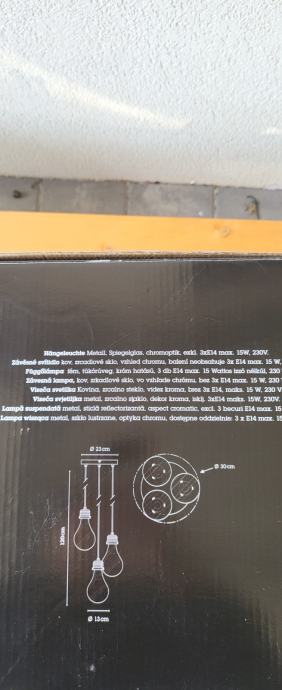 Hängeleuchte Metall, Spiegelglas, chromoptik, exkl. 3xE14 max. 15W, 230V.
Závěsné svítidlo kov, zrcadlové sklo, vzhled chromu, balení neobsahuje 3x E14 max. 15 W,
Függőlámpa fém, tükörüveg, króm hatású, 3 db E14 max. 15 Wattos izzó nélkül, 230
Závesná lampa, kov, zrkadlové sklo, vo vzhľade chrómu, bez 3x E14 max. 15 W, 230
Viseča svetilka Kovina, zrcalno steklo, videz kroma, brez 3x E14, maks. 15 W, 230 V
Viseća svjetiljka metal, zrcalno staklo, dekor kroma, isklj. 3xE14 maks. 15W, 230V.
Lampă suspendată metal, sticlă reflectorizantă, aspect cromatic, excl. 3 becuri E14 max. 15
Lampa wisząca metal, szkło lustrzane, optyka chromu, dostępne oddzielnie: 3 x E14 max. 15
Ø 23cm
Ø 30cm
120cm
Ø 13cm